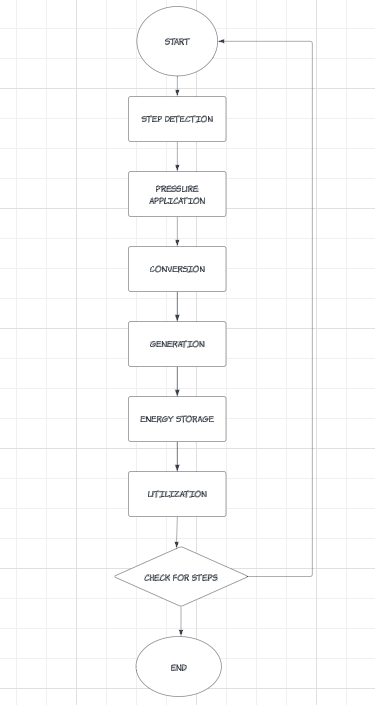 START
STEP DETECTION
PRESSURE
APPLICATION
CONVERSION
GENERATION
ENERGY STORAGE
UTILIZATION
CHECK FOR STEPS
END